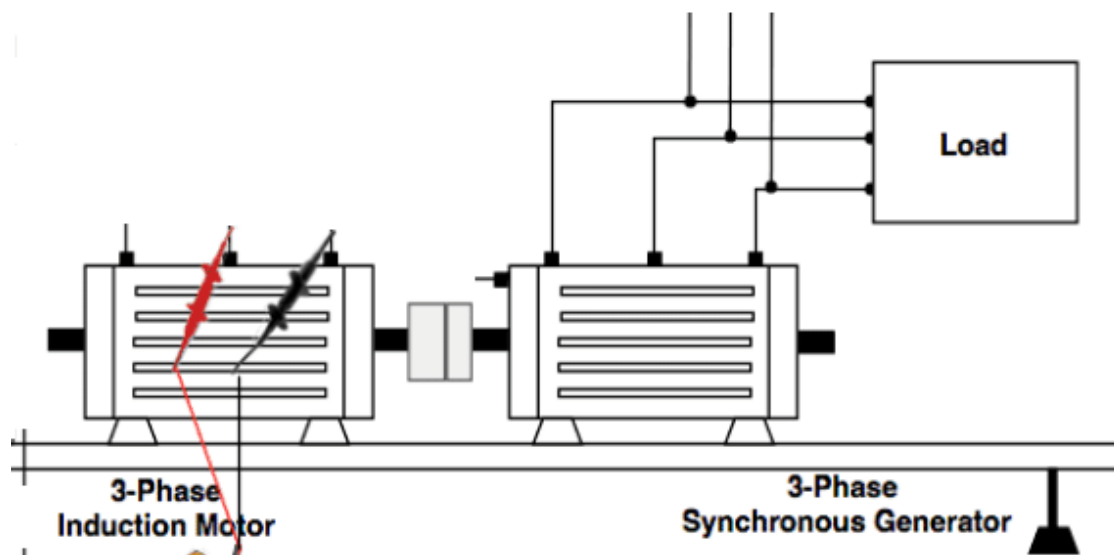 Load
3-Phase
Induction Motor
3-Phase
Synchronous Generator